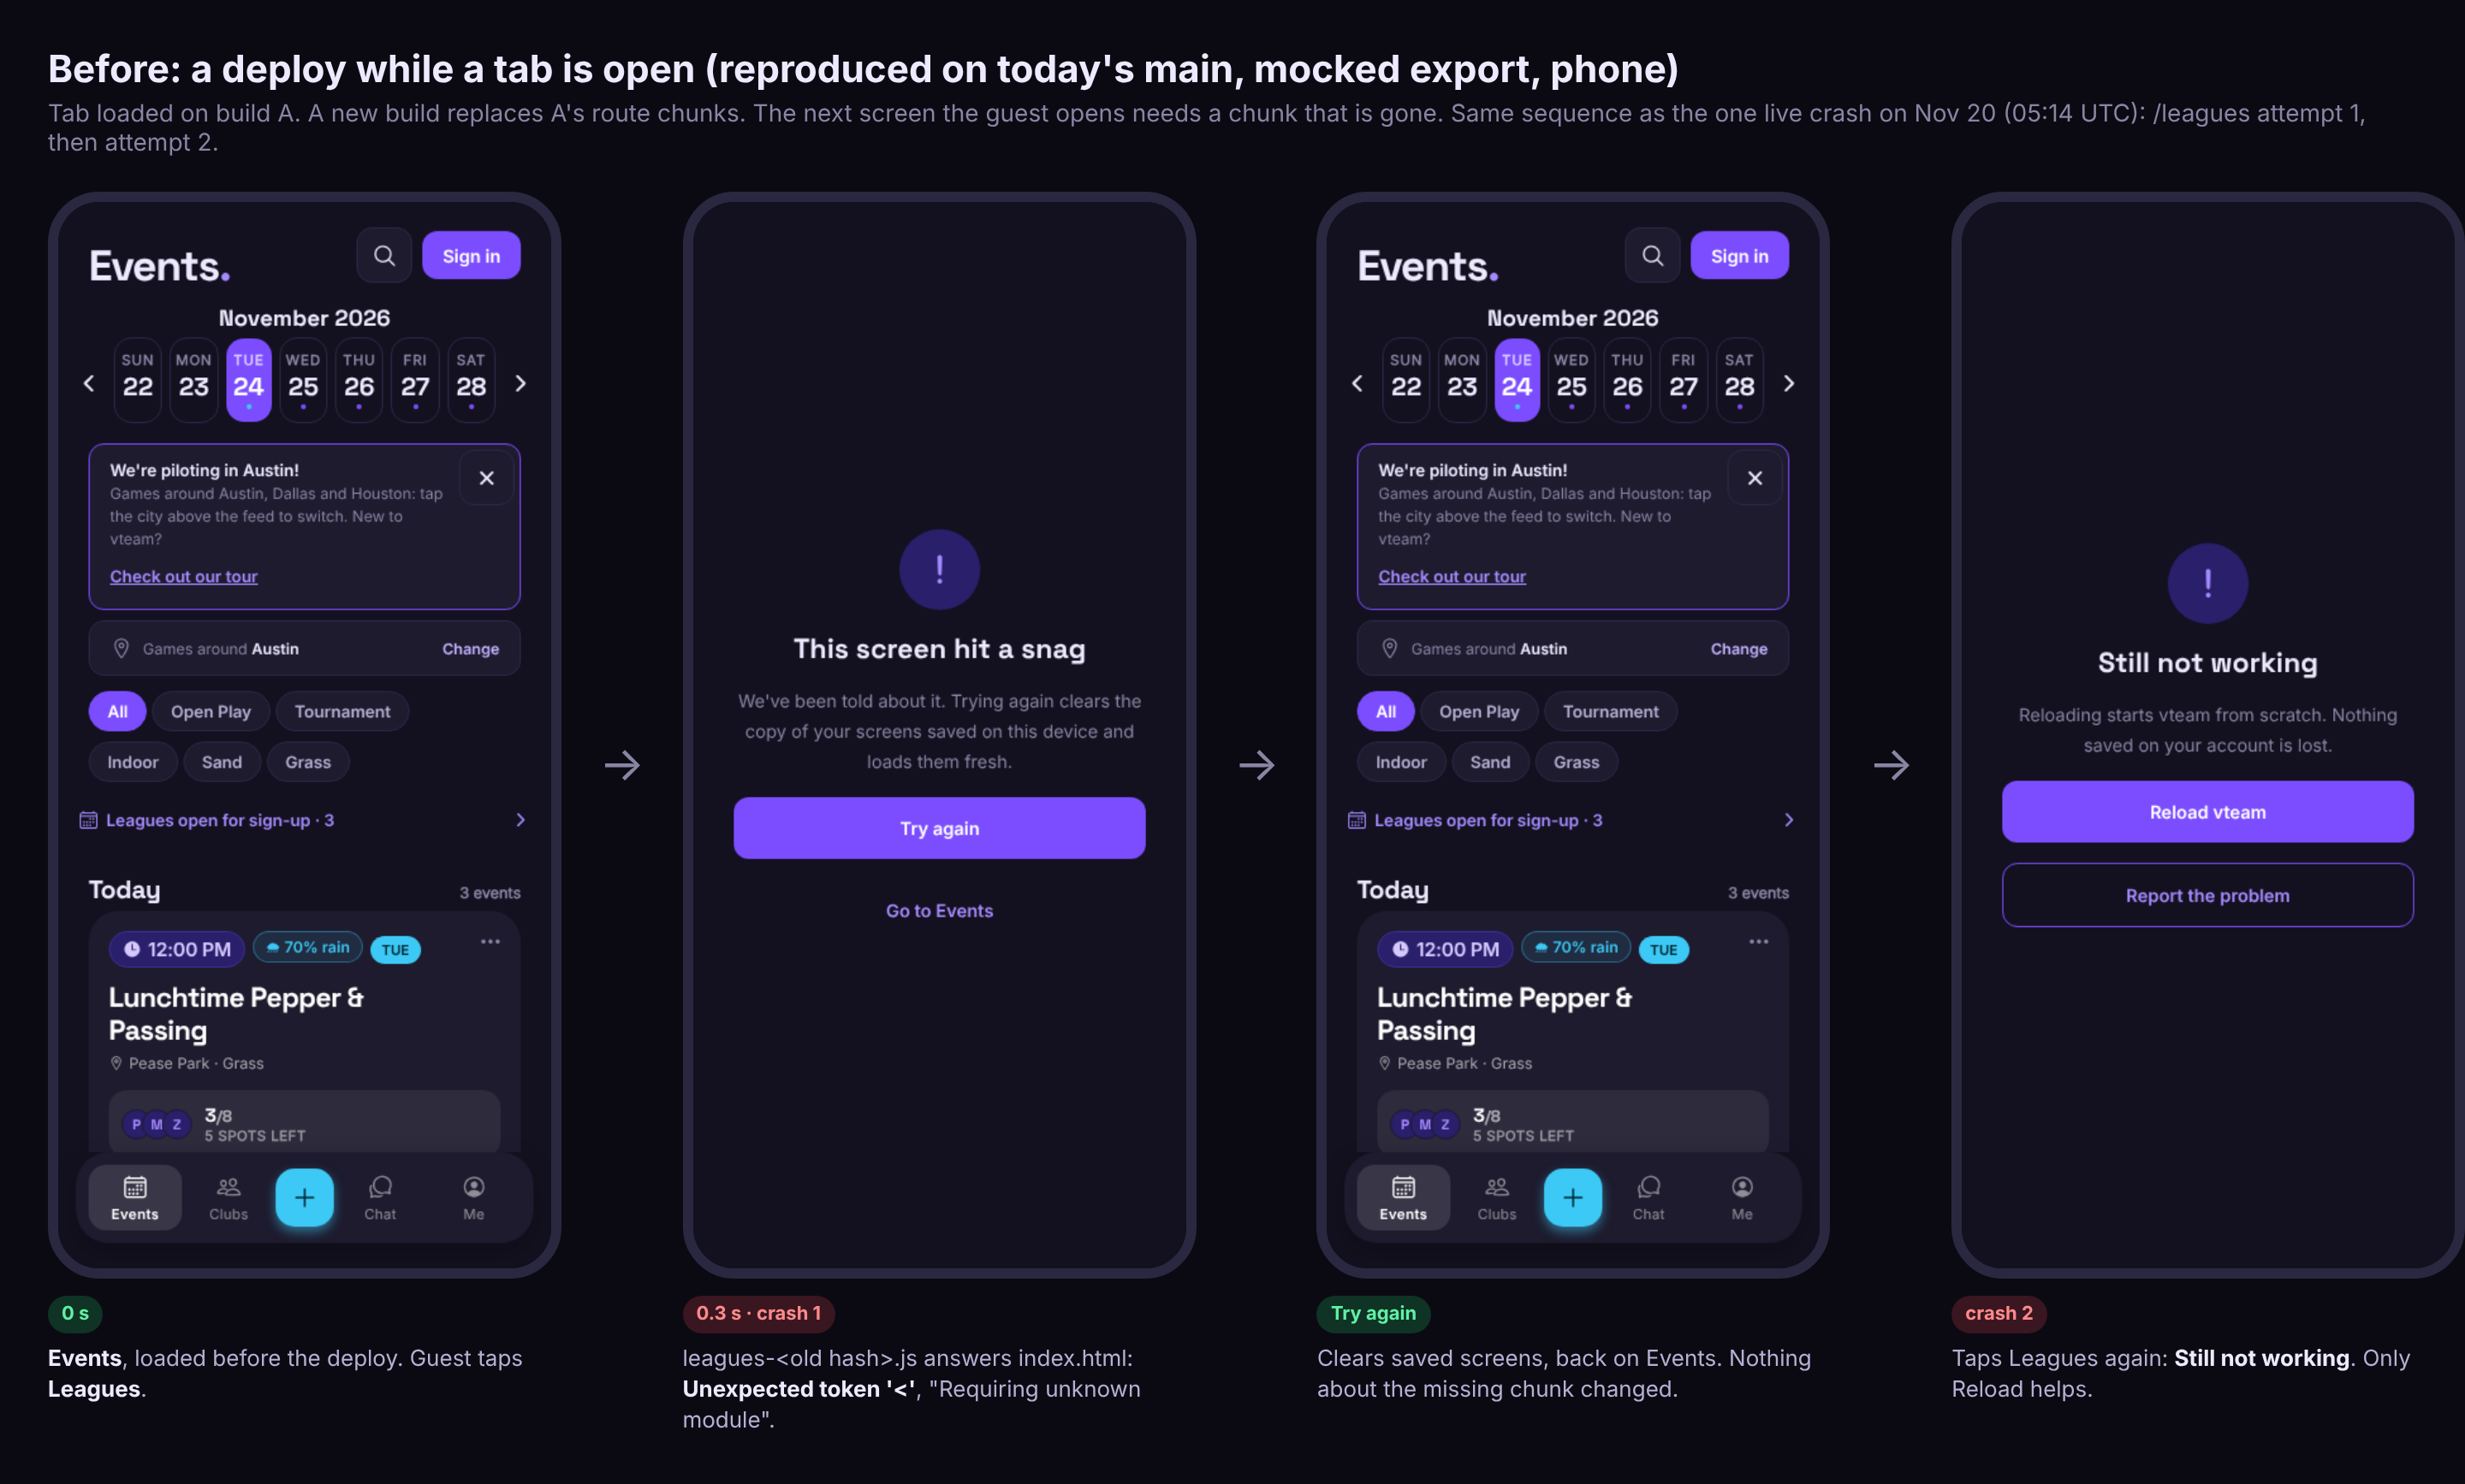 Before: a deploy while a tab is open (reproduced on today's main, mocked export, phone)
Tab loaded on build A. A new build replaces A's route chunks. The next screen the guest opens needs a chunk that is gone. Same sequence as the one live crash on Nov 20 (05:14 UTC): /leagues attempt 1,
then attempt 2.
Events.
Sign in
November 2026
SUN MON TUE WED THU FRI SAT
22 23 24 25 26 27 28
We're piloting in Austin!
Games around Austin, Dallas and Houston: tap
the city above the feed to switch. New to
vteam?
Check out our tour
Games around Austin
Change
All Open Play Tournament
Indoor Sand Grass
Leagues open for sign-up · 3
Today
3 events
12:00 PM 70% rain TUE
Lunchtime Pepper &
Passing
Pease Park · Grass
P M Z
3/8
5 SPOTS LEFT
Events Clubs Chat Me
0 s
Events, loaded before the deploy. Guest taps
Leagues.
!
This screen hit a snag
We've been told about it. Trying again clears the
copy of your screens saved on this device and
loads them fresh.
Try again
Go to Events
0.3 s · crash 1
leagues-<old hash>.js answers index.html:
Unexpected token '<', "Requiring unknown
module".
Events.
Sign in
November 2026
SUN MON TUE WED THU FRI SAT
22 23 24 25 26 27 28
We're piloting in Austin!
Games around Austin, Dallas and Houston: tap
the city above the feed to switch. New to
vteam?
Check out our tour
Games around Austin
Change
All Open Play Tournament
Indoor Sand Grass
Leagues open for sign-up · 3
Today
3 events
12:00 PM 70% rain TUE
Lunchtime Pepper &
Passing
Pease Park · Grass
P M Z
3/8
5 SPOTS LEFT
Events Clubs Chat Me
Try again
Clears saved screens, back on Events. Nothing
about the missing chunk changed.
!
Still not working
Reloading starts vteam from scratch. Nothing
saved on your account is lost.
Reload vteam
Report the problem
crash 2
Taps Leagues again: Still not working. Only
Reload helps.